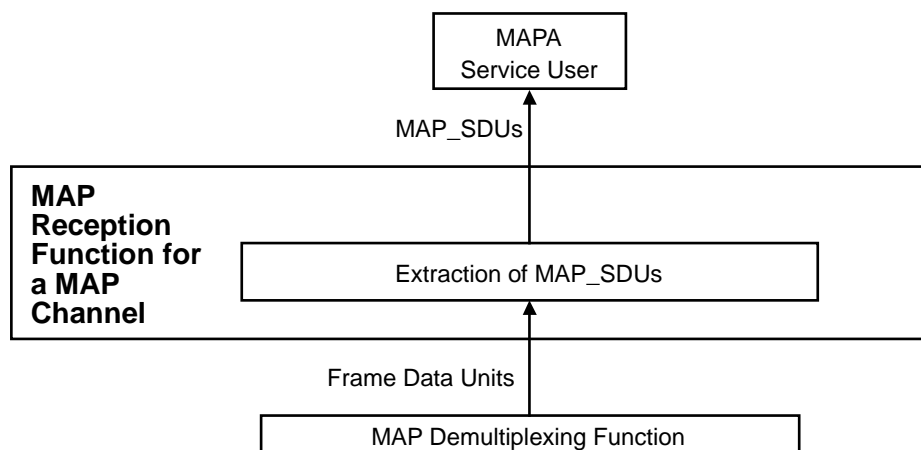 MAPA
Service User
MAP_SDUs
MAP
Reception
Function for
a MAP
Channel
Extraction of MAP_SDUs
Frame Data Units
MAP Demultiplexing Function